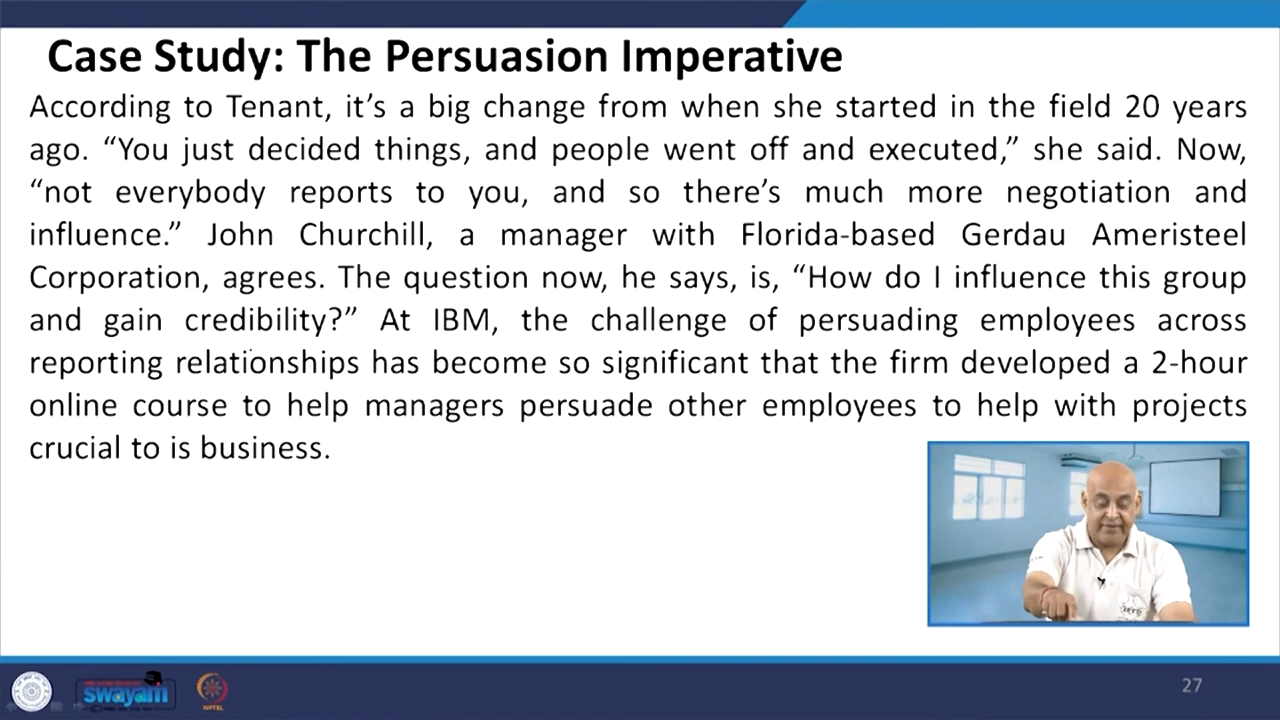 Case Study: The Persuasion Imperative
According to Tenant, it’s a big change from when she started in the field 20 years
ago. “You just decided things, and people went off and executed,” she said. Now,
“not everybody reports to you, and so there’s much more negotiation and
influence.” John Churchill, a manager with Florida-based Gerdau Ameristeel
Corporation, agrees. The question now, he says, is, “How do I influence this group
and gain credibility?” At IBM, the challenge of persuading employees across
reporting relationships has become so significant that the firm developed a 2-hour
online course to help managers persuade other employees to help with projects
crucial to is business.
swayam
NPTEL
27